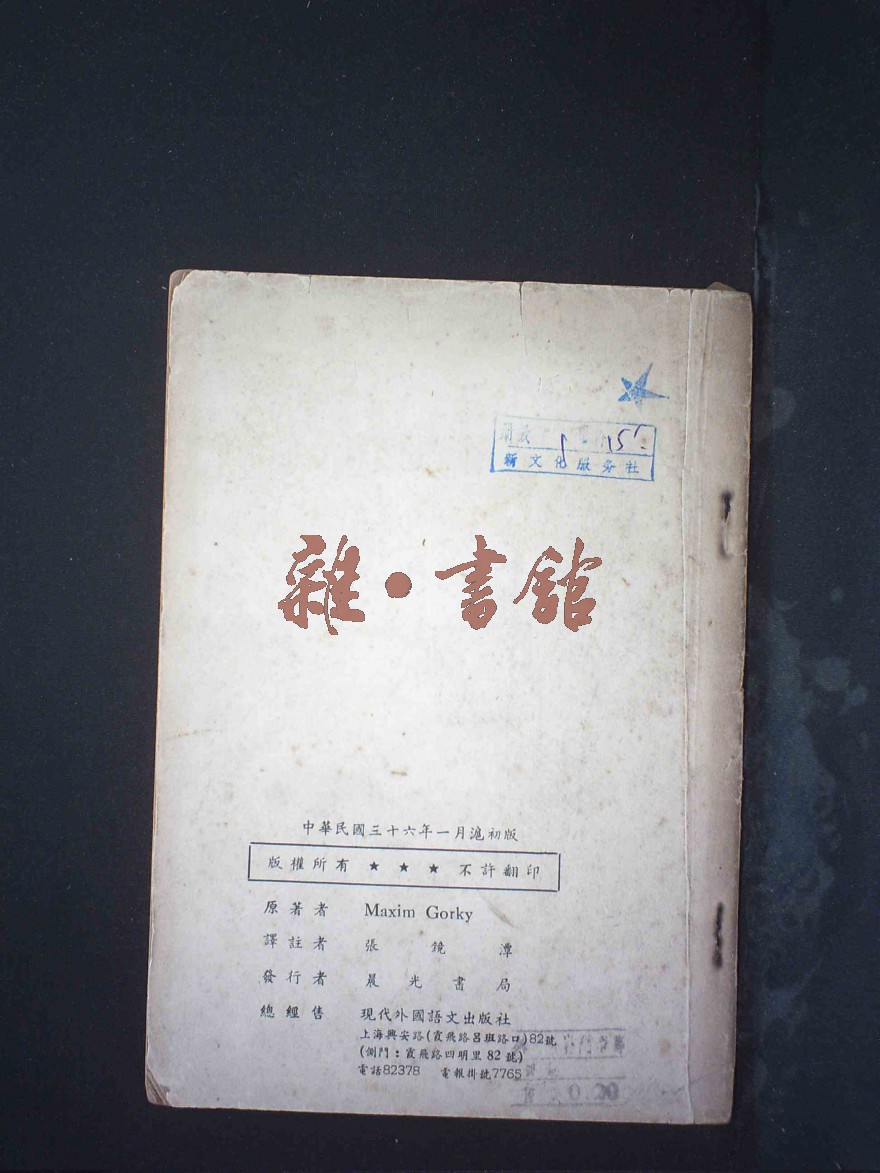 15
新文化服务社
雜·書館
中華民國三十六年一月滬初版
版權所有 ★ ★ ★ 不許翻印
原著者 Maxim Gorky
譯註者 張鏡潭
發行者 晨光書局
總經售 現代外國語文出版社
上海興安路(霞飛路呂班路口)82號
(側門：霞飛路四明里82號)
電話82378 電報掛號7765
0.20